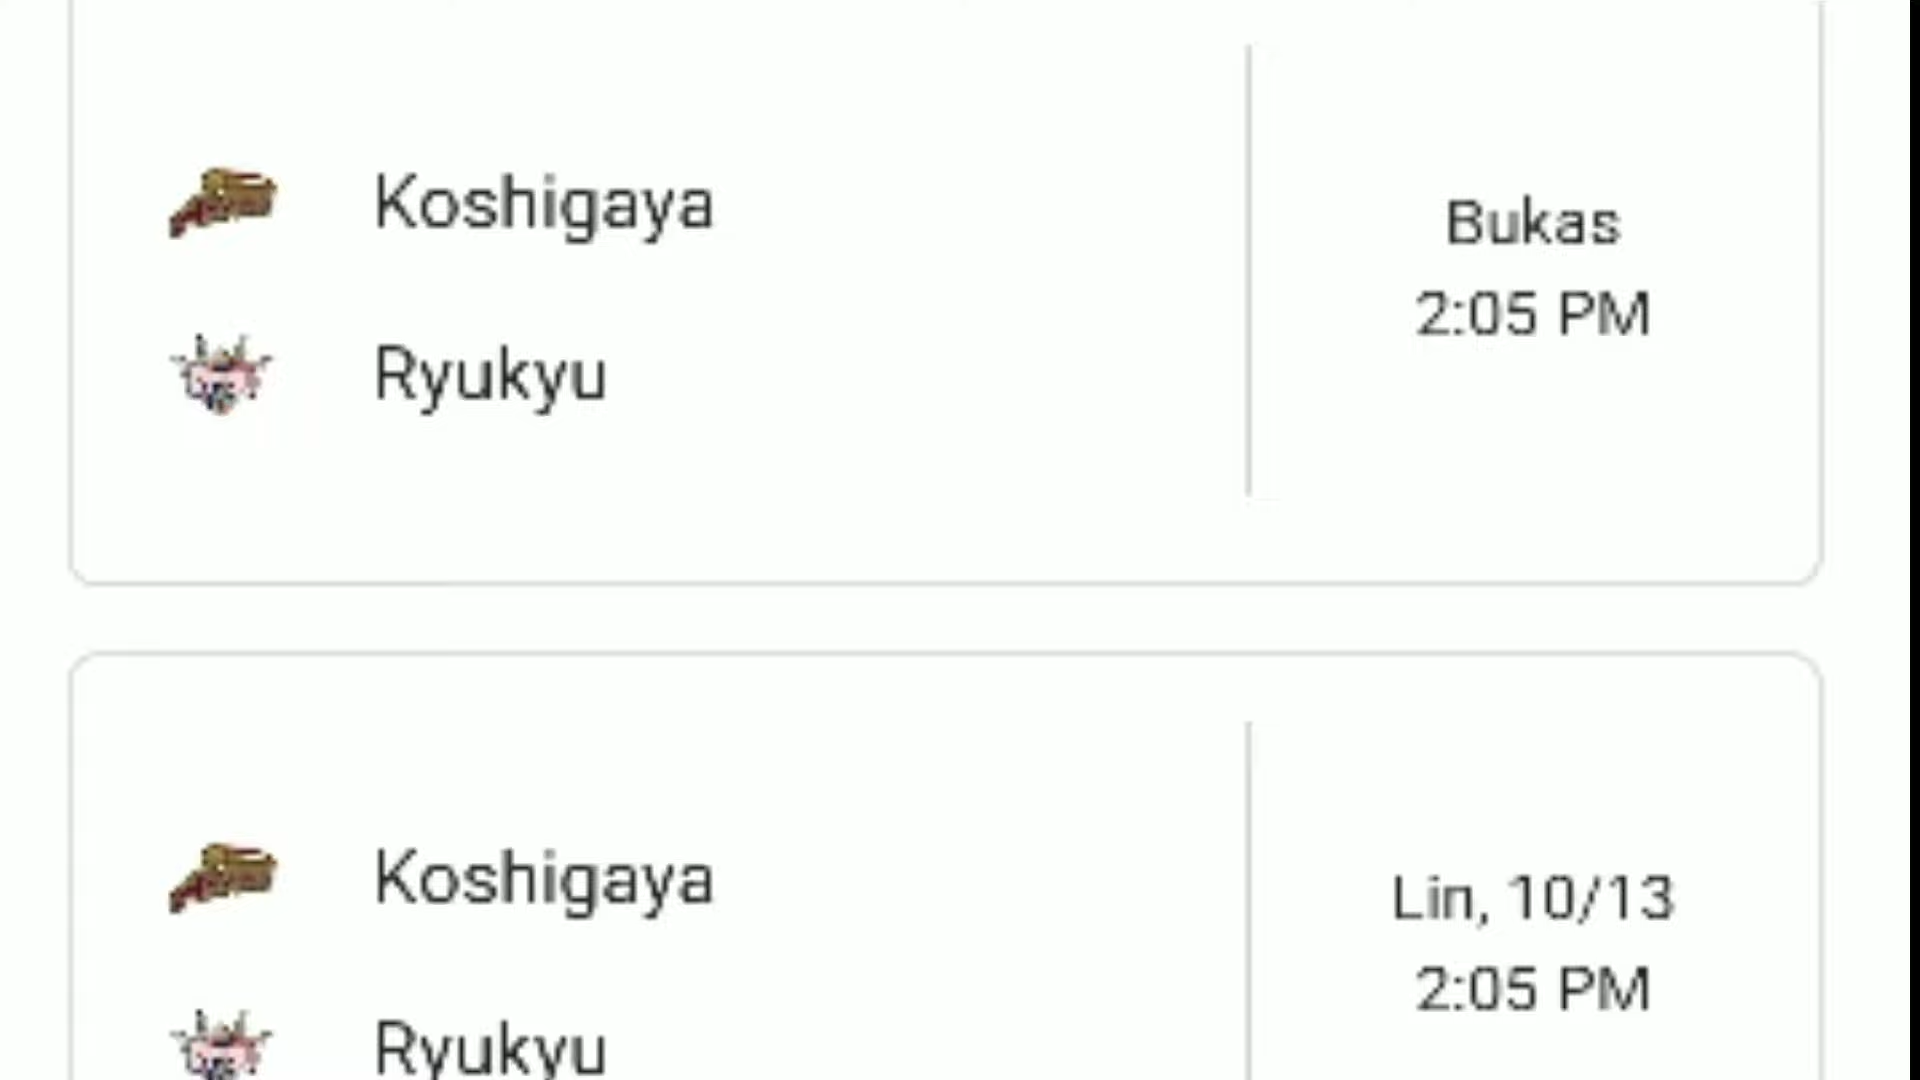 Koshigaya
Ryukyu
Bukas
2:05 PM
Koshigaya
Ryukyu
Lin, 10/13
2:05 PM